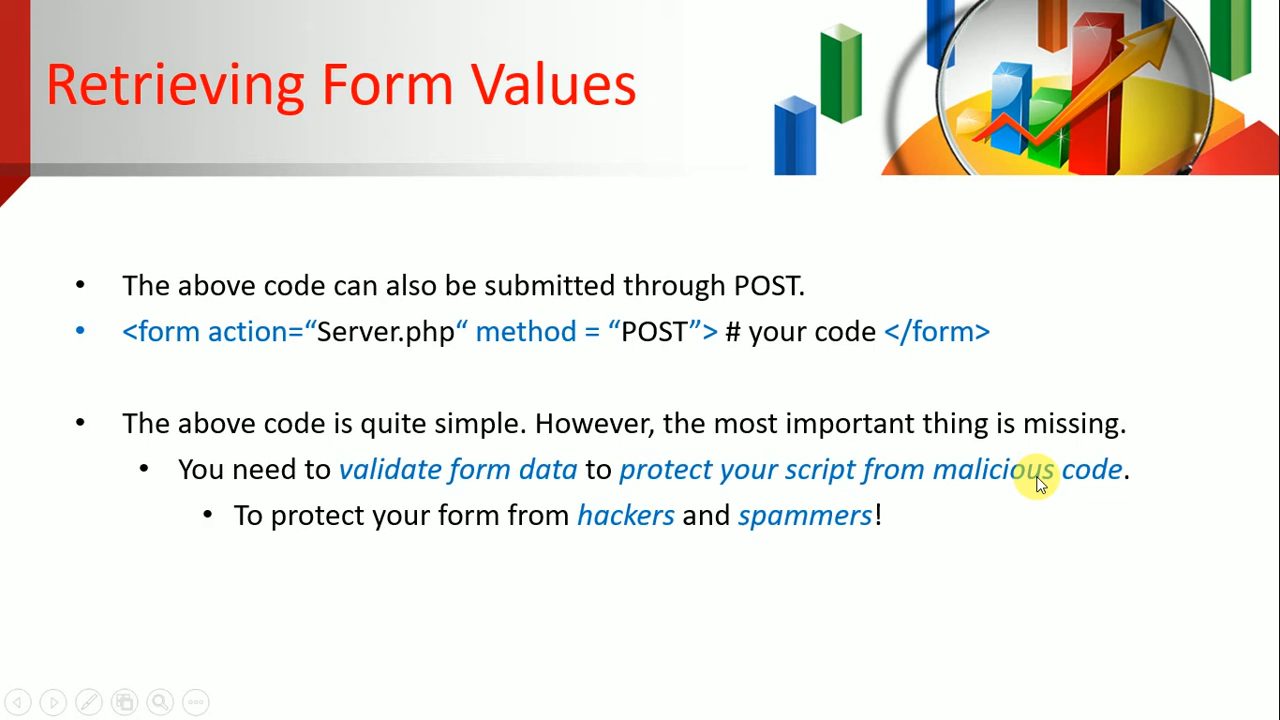 Retrieving Form Values
• The above code can also be submitted through POST.
• <form action=“Server.php“ method = “POST”> # your code </form>
• The above code is quite simple. However, the most important thing is missing.
• You need to validate form data to protect your script from malicious code.
• To protect your form from hackers and spammers!